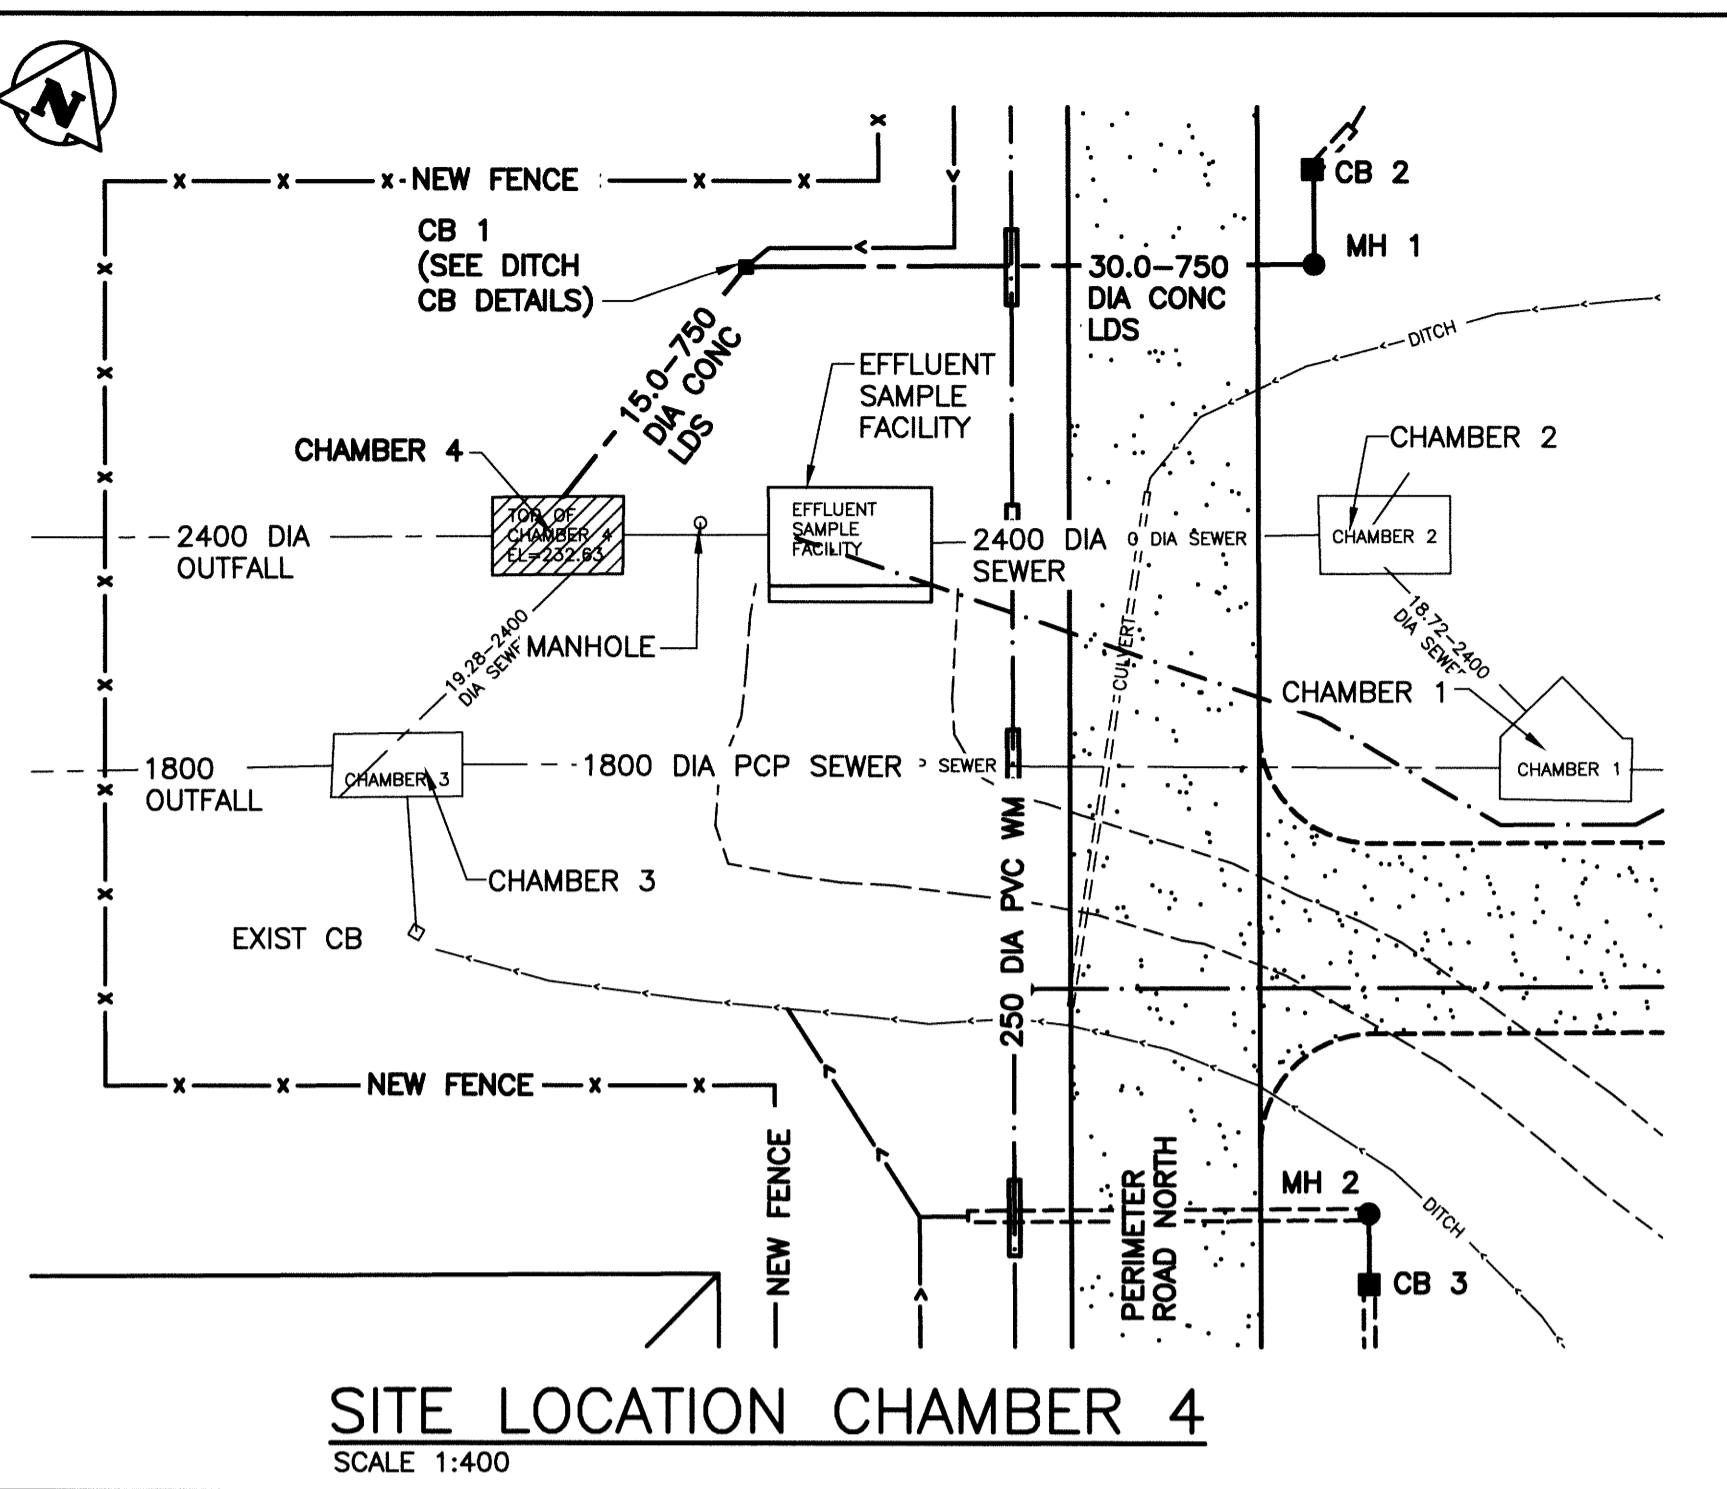 N
NEW FENCE
CB 1
(SEE DITCH
CB DETAILS)
CB 2
MH 1
30.0-750
DIA CONC
LDS
DITCH
15.0-750
DIA CONC
LDS
EFFLUENT
SAMPLE
FACILITY
CHAMBER 4
CHAMBER 2
TOP OF
CHAMBER 4
EL=232.63
EFFLUENT
SAMPLE
FACILITY
2400 DIA
OUTFALL
2400 DIA
SEWER
0 DIA SEWER
CHAMBER 2
19.28-2400
DIA SEWE
MANHOLE
CULVERT
18.72-2400
DIA SEWE
CHAMBER 1
1800
OUTFALL
CHAMBER 3
1800 DIA PCP SEWER
P SEWER
CHAMBER 1
250 DIA PVC WM
CHAMBER 3
EXIST CB
NEW FENCE
NEW FENCE
PERIMETER
ROAD NORTH
MH 2
DITCH
CB 3
SITE LOCATION CHAMBER 4
SCALE 1:400